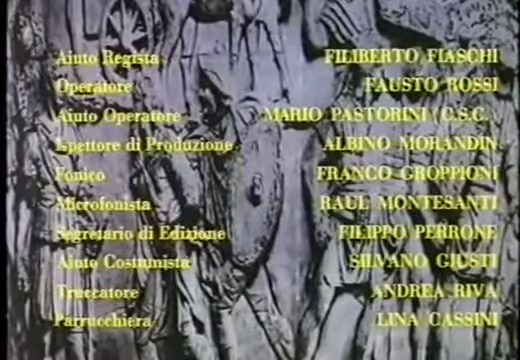 Aiuto Regista FILIBERTO FIASCHI
Operatore FAUSTO ROSSI
Aiuto Operatore MARIO PASTORINI (C.S.C.)
Ispettore di Produzione ALBINO MORANDIN
Fonico FRANCO GROPPIONI
Microfonista RAUL MONTESANTI
Segretario di Edizione FILIPPO PERRONE
Aiuto Costumista SILVANO GIUSTI
Truccatore ANDREA RIVA
Parrucchiera LINA CASSINI